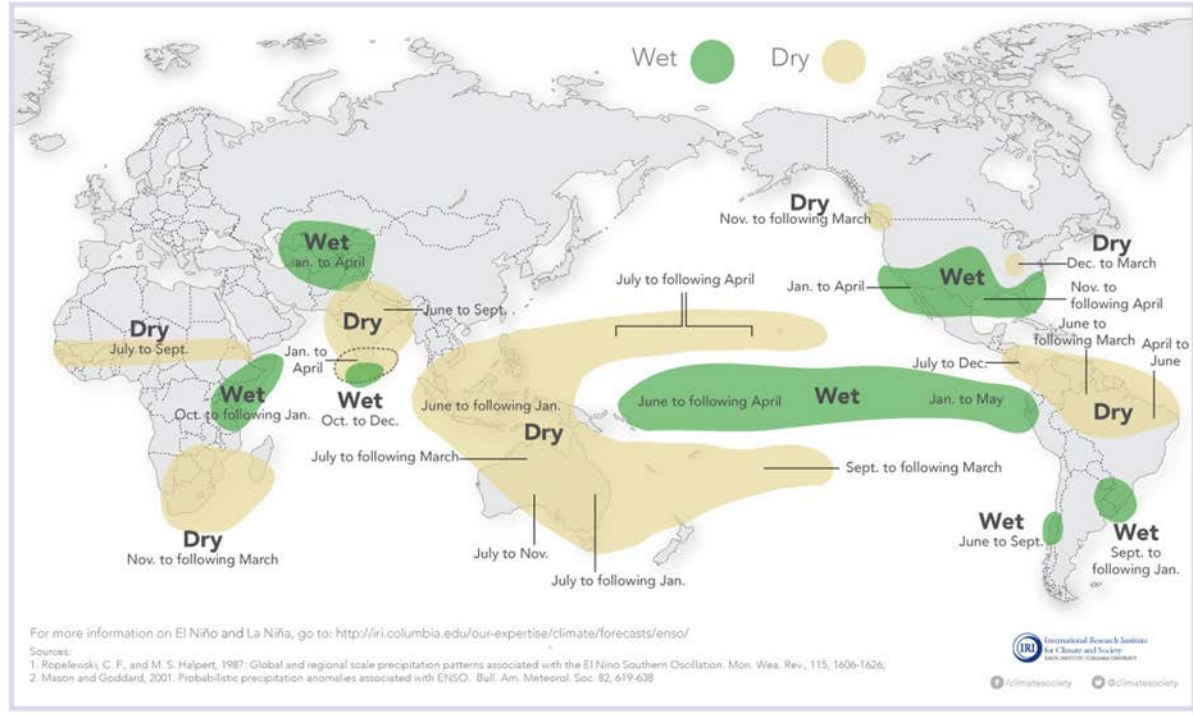 Wet
Dry
Dry
Nov. to following March
Wet
Jan. to April
Dry
Dec. to March
July to following April
Jan. to April
Wet
Nov. to
following April
June to Sept.
Dry
Dry
July to Sept.
June to
following March
April to
June
Jan. to
April
July to Dec.
Wet
Oct. to following Jan.
Wet
Oct. to Dec.
June to following Jan.
Dry
June to following April
Wet
Jan. to May
Dry
July to following March
Sept. to following March
Dry
Nov. to following March
July to Nov.
July to following Jan.
Wet
June to Sept.
Wet
Sept. to
following Jan.
For more information on El Niño and La Niña, go to: http://iri.columbia.edu/our-expertise/climate/forecasts/enso/
Sources:
1. Ropelewski, C. F., and M. S. Halpert, 1987: Global and regional scale precipitation patterns associated with the El Nino Southern Oscillation. Mon. Wea. Rev., 115, 1606-1626;
2. Mason and Goddard, 2001. Probabilistic precipitation anomalies associated with ENSO. Bull. Am. Meteorol. Soc. 82, 619-638
IRI
International Research Institute
for Climate and Society
EARTH INSTITUTE | COLUMBIA UNIVERSITY
/climatesociety
@climatesociety